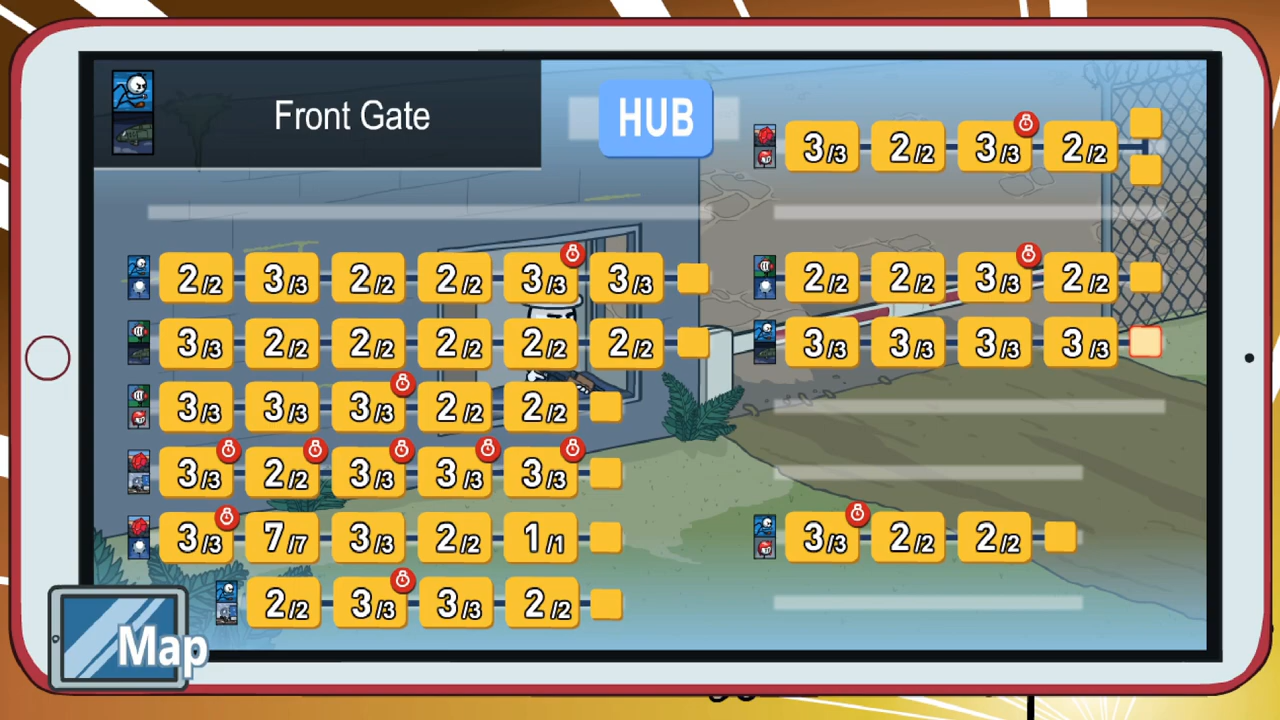 Front Gate
HUB
3/3 2/2 3/3 2/2
2/2 3/3 2/2 2/2 3/3 3/3
2/2 2/2 3/3 2/2
3/3 2/2 2/2 2/2 2/2 2/2
3/3 3/3 3/3 3/3
3/3 3/3 3/3 2/2 2/2
3/3 2/2 3/3 3/3 3/3
3/3 7/7 3/3 2/2 1/1
3/3 2/2 2/2
2/2 3/3 3/3 2/2
Map